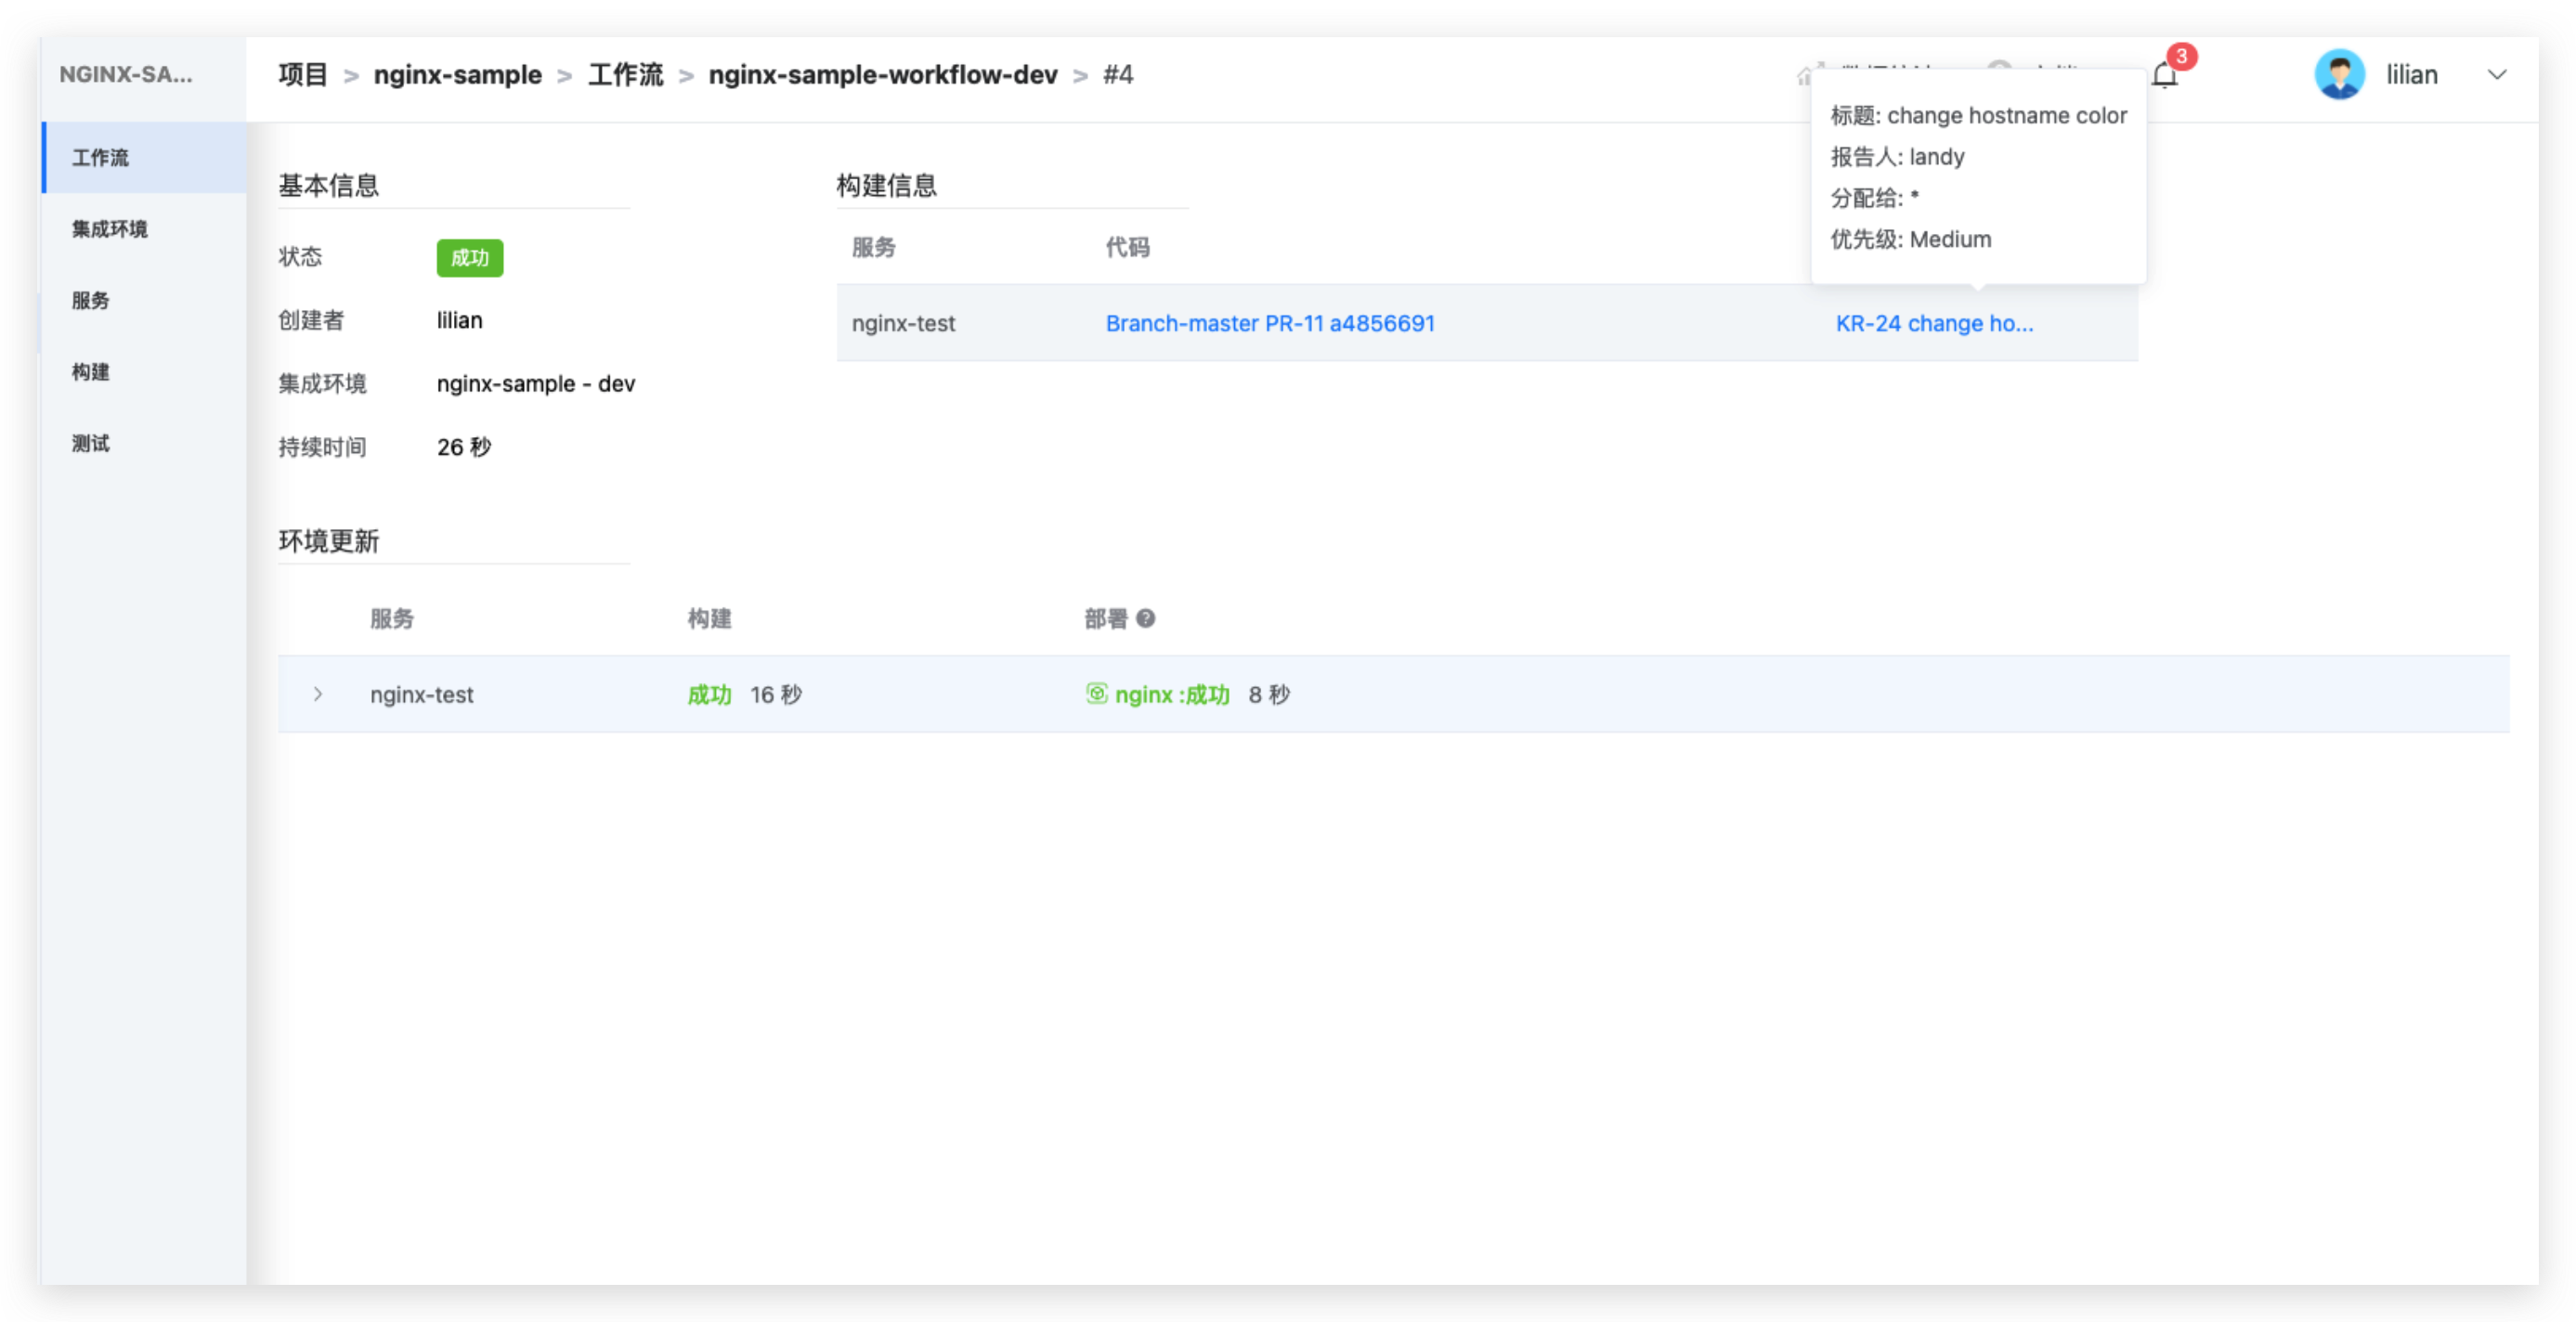 NGINX-SA...
项目 > nginx-sample > 工作流 > nginx-sample-workflow-dev > #4
3
lilian
工作流
集成环境
服务
构建
测试
基本信息
状态 成功
创建者 lilian
集成环境 nginx-sample - dev
持续时间 26 秒
构建信息
服务 代码
nginx-test Branch-master PR-11 a4856691 KR-24 change ho...
标题: change hostname color
报告人: landy
分配给: *
优先级: Medium
环境更新
服务 构建 部署
nginx-test 成功 16 秒 nginx :成功 8 秒